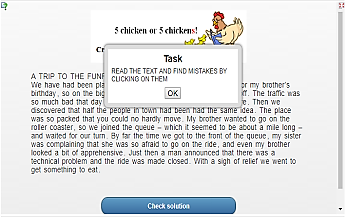 5 chicken or 5 chickens!
Cr
Task
READ THE TEXT AND FIND MISTAKES BY
CLICKING ON THEM
OK
A TRIP TO THE FUNF
We have had been pla for my brother's
birthday, so on the big off. The traffic was
so much bad that day Then we
discovered that half the people in town had been had the same idea. The place
was so packed that you could hardly move. My brother wanted to go on the
roller coaster, so we joined the queue – which it seemed to be about a mile long –
and waited for our turn. By far the time we got to the front of the queue, my sister
was complaining that she was so afraid to go on the ride, and even my brother
looked a bit of apprehensive. Just then a man announced that there was a
technical problem and the ride was made closed. With a sigh of relief we went to
get something to eat.
Check solution